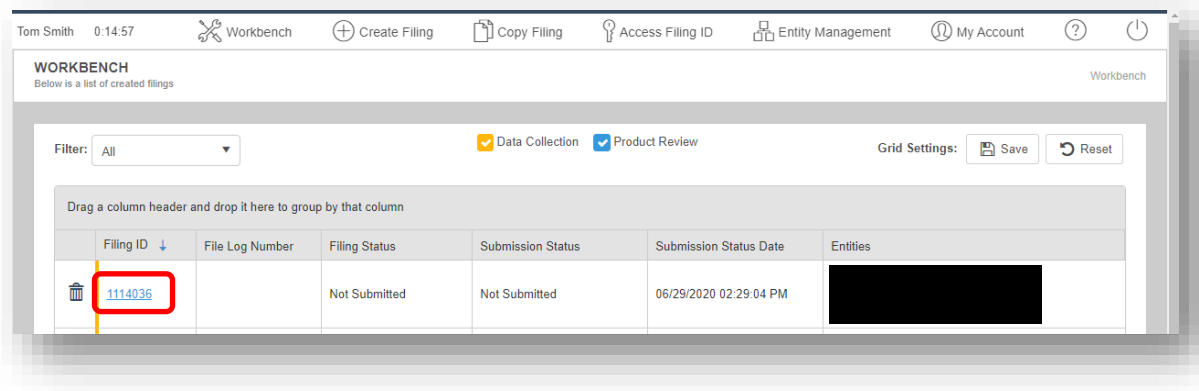 Tom Smith 0:14:57 Workbench Create Filing Copy Filing Access Filing ID Entity Management My Account ?
WORKBENCH
Below is a list of created filings
Workbench
Filter: All Data Collection Product Review Grid Settings: Save Reset
Drag a column header and drop it here to group by that column
Filing ID ↓ File Log Number Filing Status Submission Status Submission Status Date Entities
1114036 Not Submitted Not Submitted 06/29/2020 02:29:04 PM